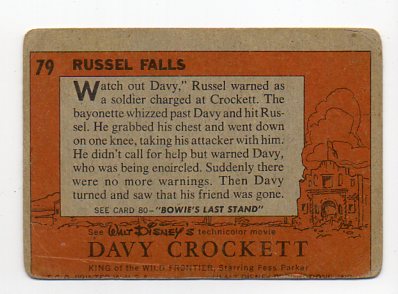 79 RUSSEL FALLS
Watch out Davy," Russel warned as
a soldier charged at Crockett. The
bayonette whizzed past Davy and hit Rus-
sel. He grabbed his chest and went down
on one knee, taking his attacker with him.
He didn't call for help but warned Davy,
who was being encircled. Suddenly there
were no more warnings. Then Davy
turned and saw that his friend was gone.
SEE CARD 80– "BOWIE'S LAST STAND"
See WALT DISNEY'S technicolor movie
DAVY CROCKETT
KING of the WILD FRONTIER, Starring Fess Parker